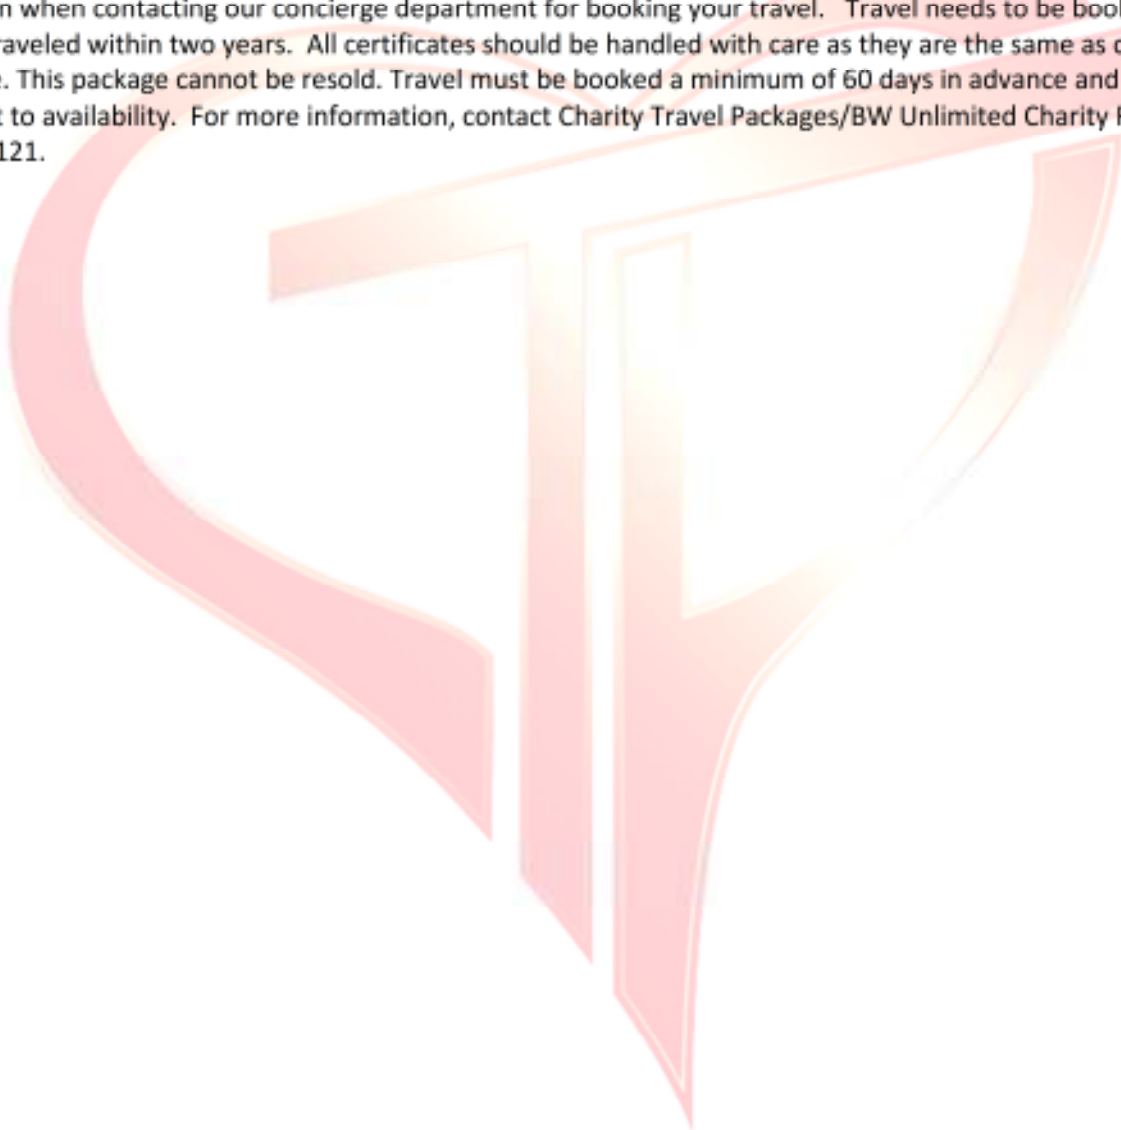 n when contacting our concierge department for booking your travel.   Travel needs to be bool
raveled within two years.  All certificates should be handled with care as they are the same as c
e. This package cannot be resold. Travel must be booked a minimum of 60 days in advance and
t to availability.  For more information, contact Charity Travel Packages/BW Unlimited Charity F
121.